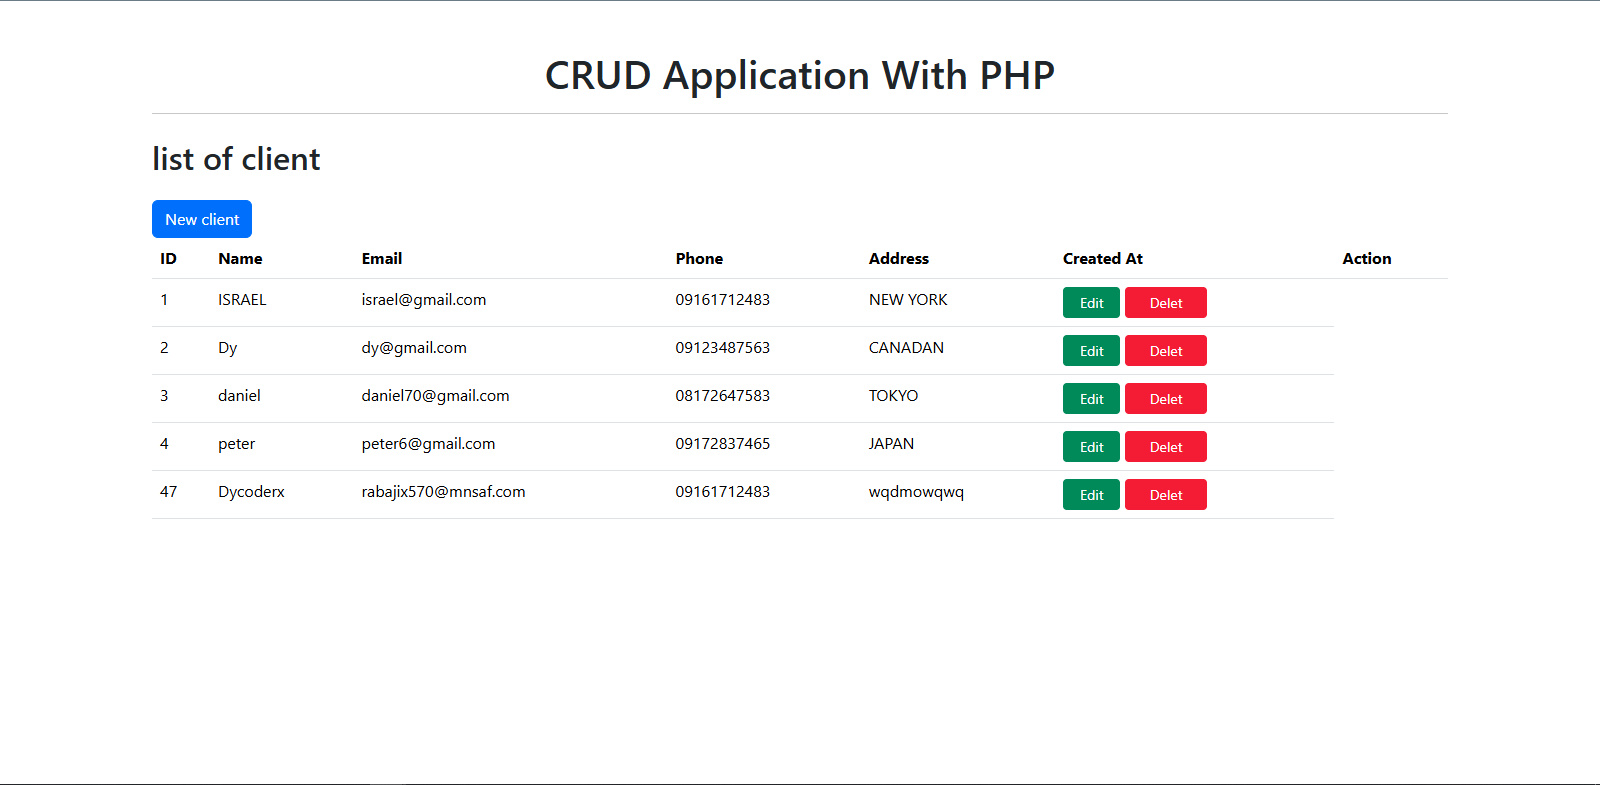 CRUD Application With PHP
list of client
New client
ID Name Email Phone Address Created At Action
1 ISRAEL israel@gmail.com 09161712483 NEW YORK Edit Delet
2 Dy dy@gmail.com 09123487563 CANADAN Edit Delet
3 daniel daniel70@gmail.com 08172647583 TOKYO Edit Delet
4 peter peter6@gmail.com 09172837465 JAPAN Edit Delet
47 Dycoderx rabajix570@mnsaf.com 09161712483 wqdmowqwq Edit Delet